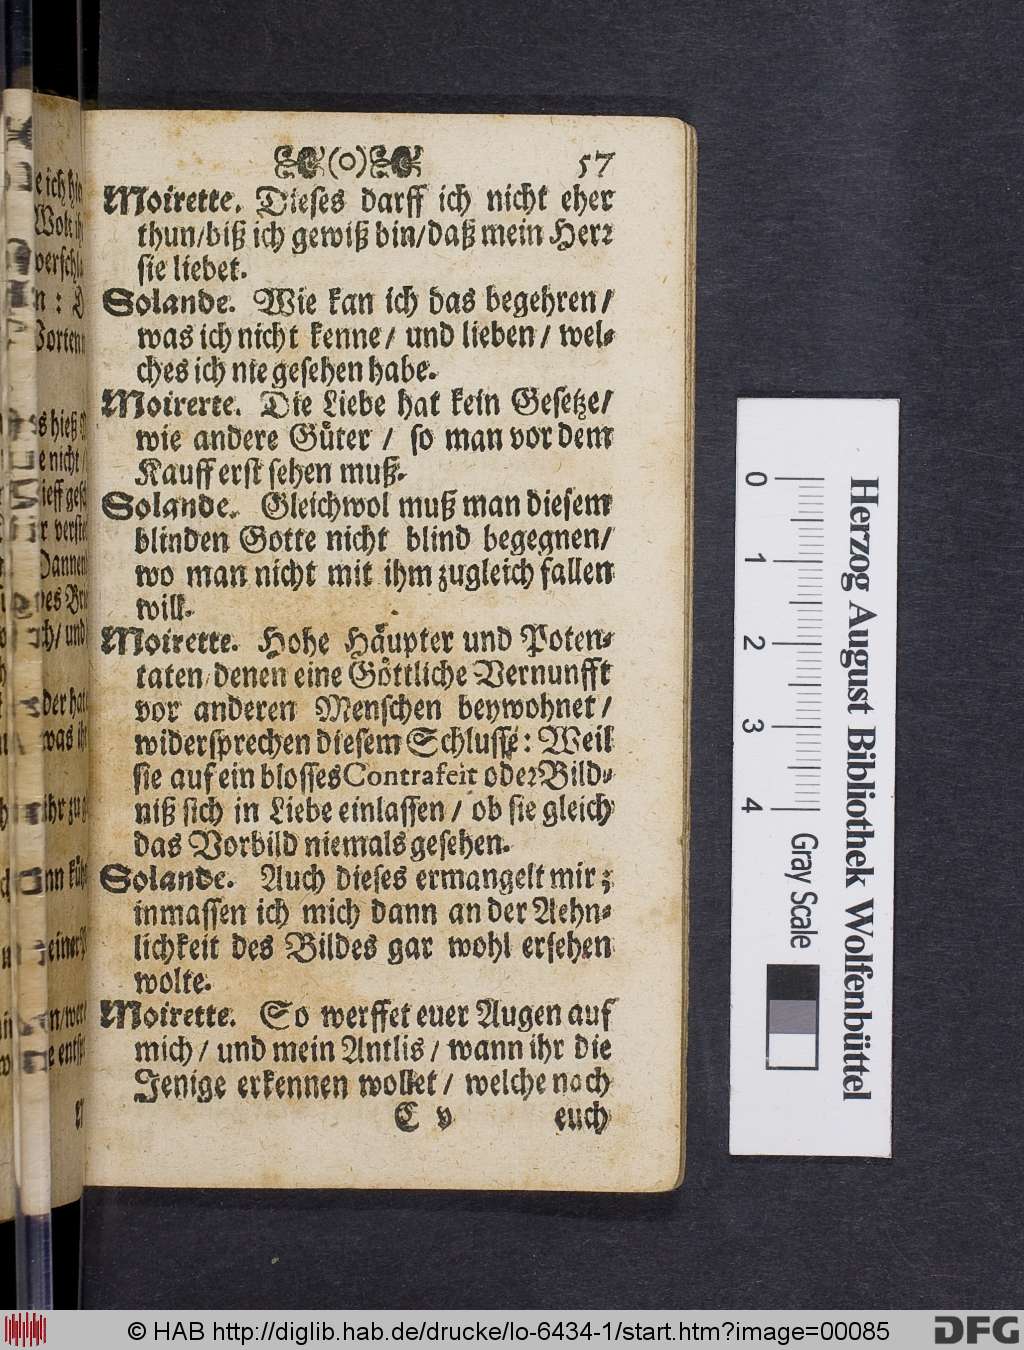 (o) 57
Moirette. Dieses darff ich nicht eher
thun/biß ich gewiß bin/daß mein Herr
sie liebet.
Solande. Wie kan ich das begehren/
was ich nicht kenne/ und lieben/ wel-
ches ich nie gesehen habe.
Moirerte. Die Liebe hat kein Gesetze/
wie andere Güter / so man vor dem
Kauff erst sehen muß.
Solande. Gleichwol muß man diesem
blinden Gotte nicht blind begegnen/
wo man nicht mit ihm zugleich fallen
will.
Moirette. Hohe Häupter und Poten-
taten/denen eine Göttliche Vernunfft
vor anderen Menschen beywohnet/
widersprechen diesem Schlusse: Weil
sie auf ein blosses Contrafeit oder Bild-
niß sich in Liebe einlassen/ ob sie gleich
das Vorbild niemals gesehen.
Solande. Auch dieses ermangelt mir;
inmassen ich mich dann an der Aehn-
lichkeit des Bildes gar wohl ersehen
wolte.
Moirette. So werffet euer Augen auf
mich/ und mein Antlis/ wann ihr die
Jenige erkennen wollet/ welche nach
C v euch
0
1
2
3
4
Gray Scale
Herzog August Bibliothek Wolfenbüttel
© HAB http://diglib.hab.de/drucke/lo-6434-1/start.htm?image=00085
DFG